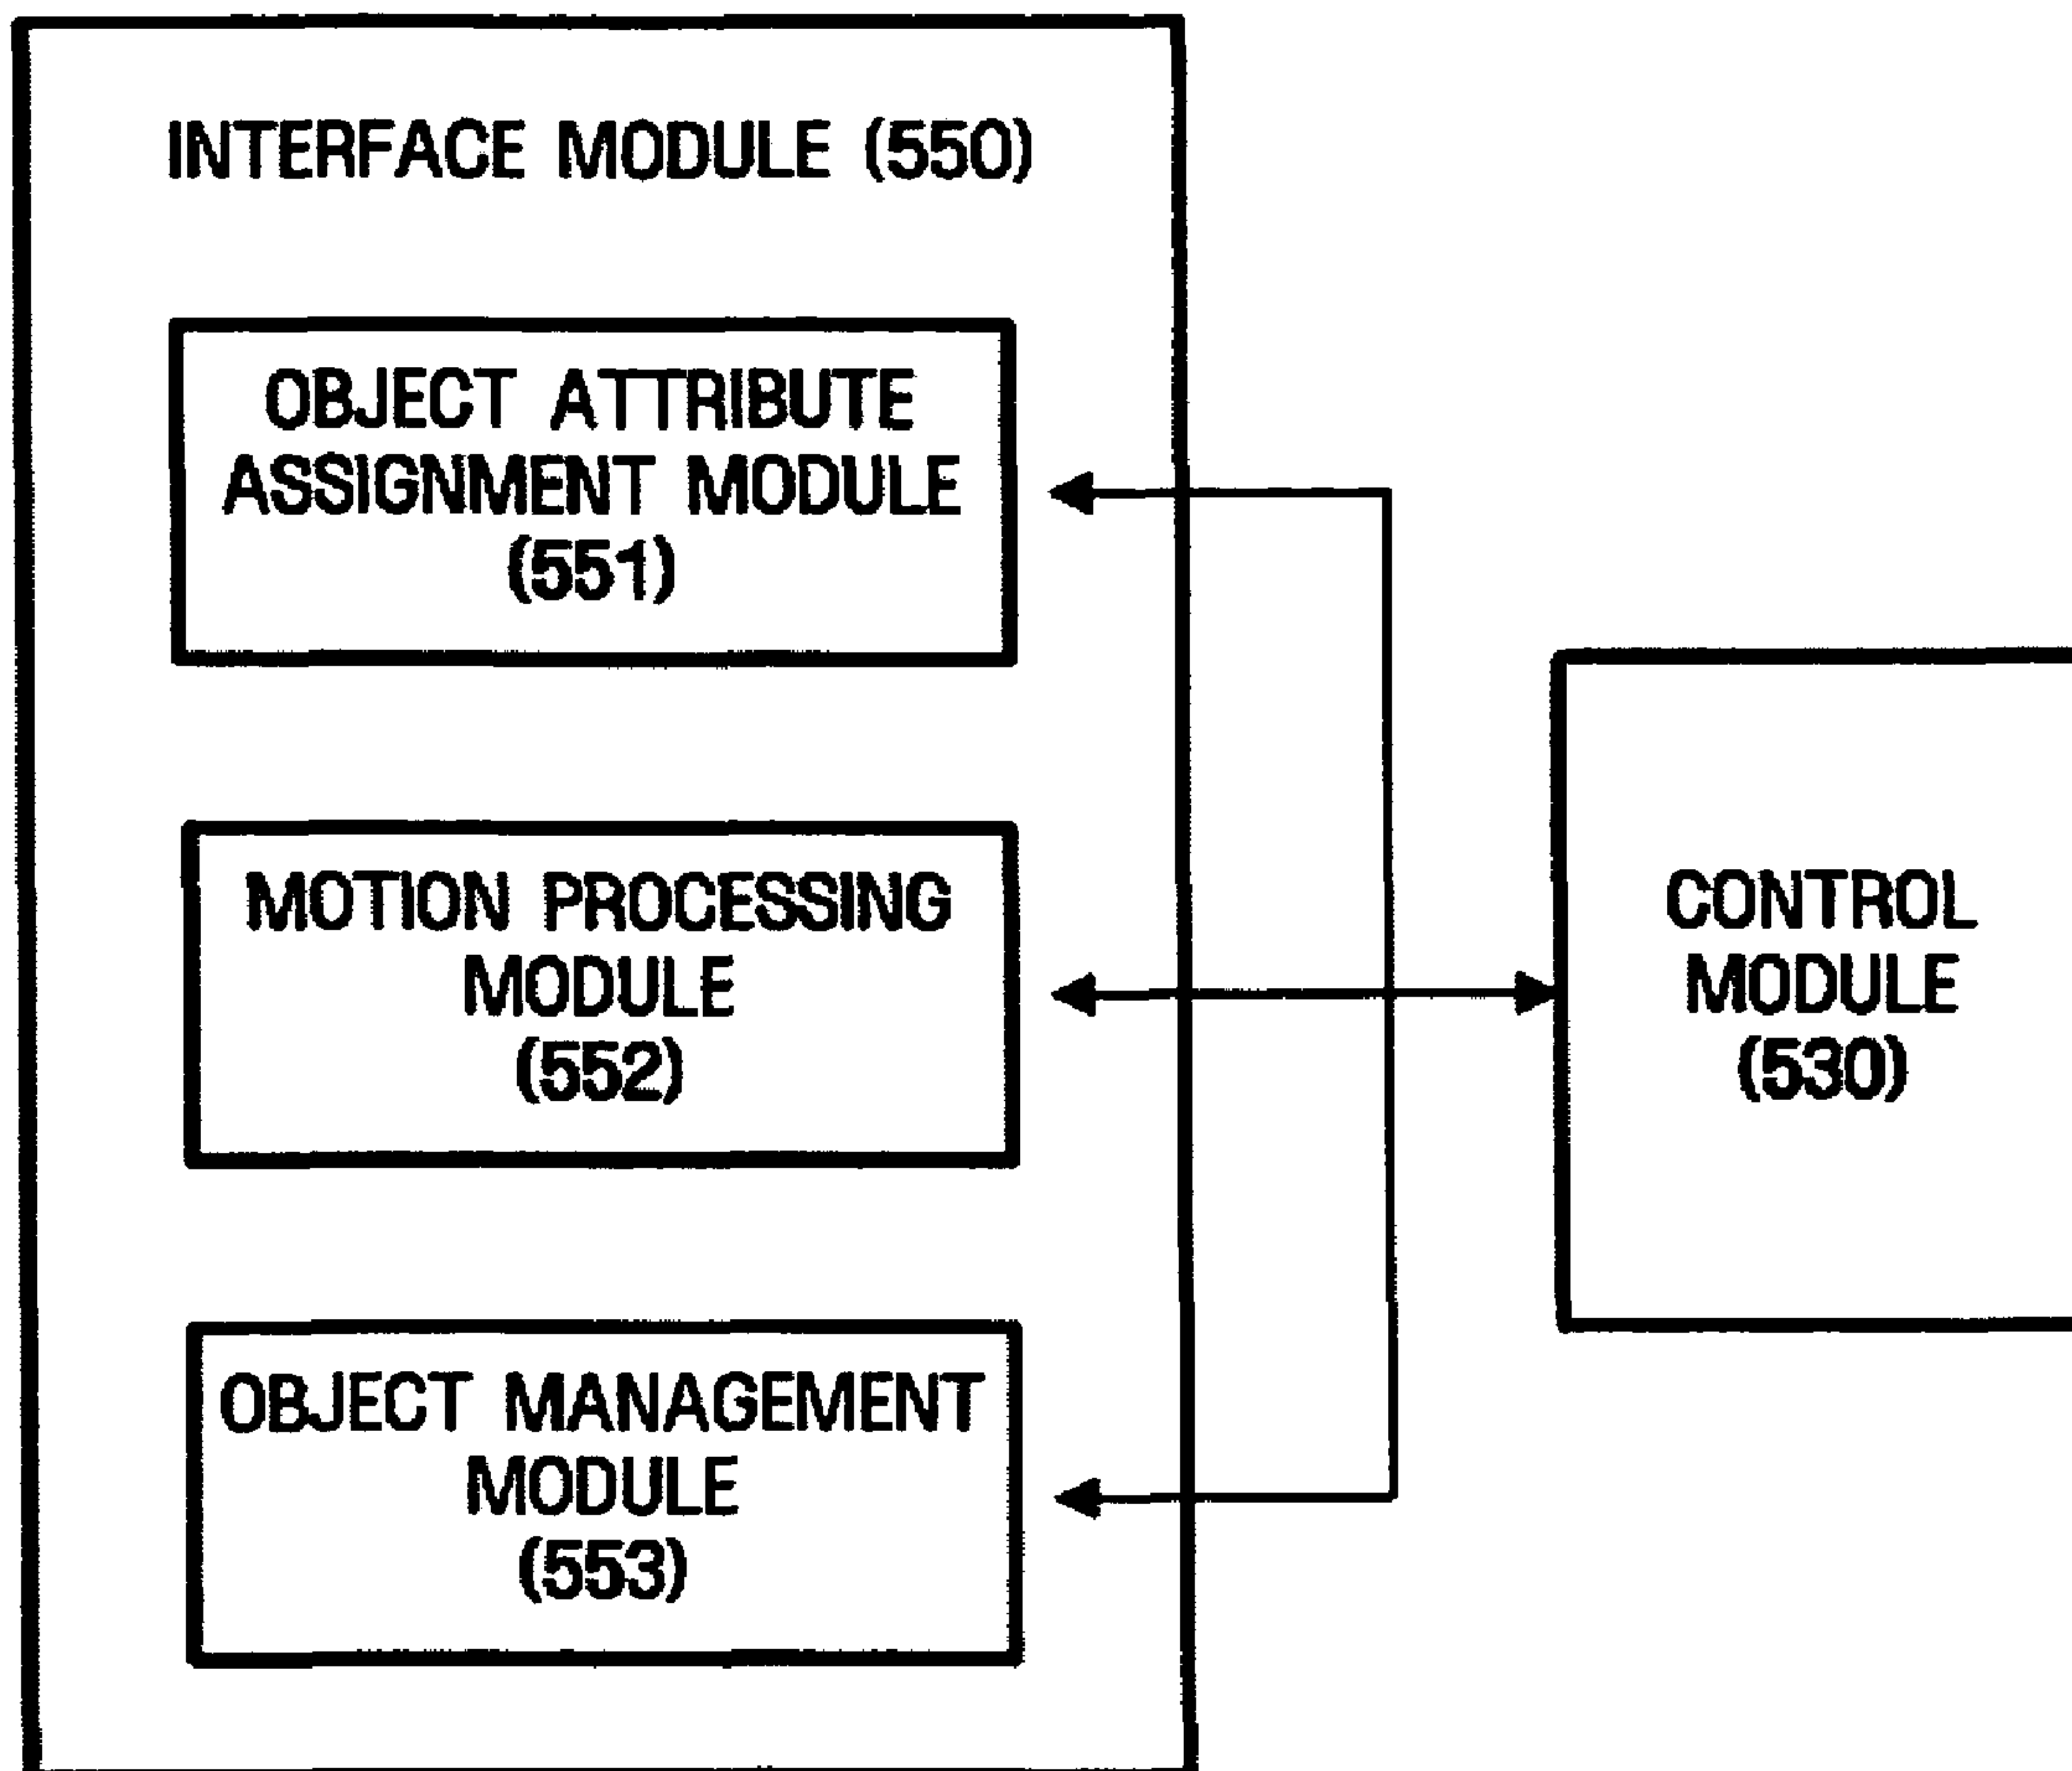 INTERFACE MODULE (550)
OBJECT ATTRIBUTE
ASSIGNMENT MODULE
(551)
MOTION PROCESSING
MODULE
(552)
OBJECT MANAGEMENT
MODULE
(553)
CONTROL
MODULE
(530)